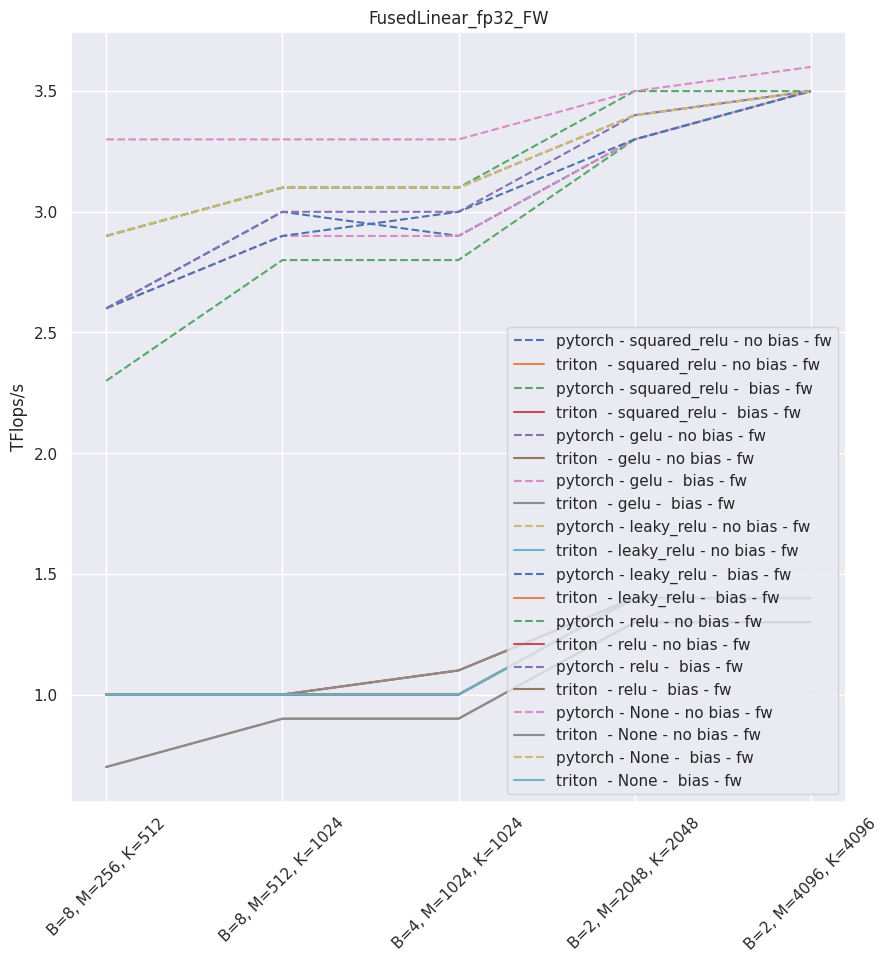 FusedLinear_fp32_FW
TFlops/s
3.5
3.0
2.5
2.0
1.5
1.0
pytorch - squared_relu - no bias - fw
triton  - squared_relu - no bias - fw
pytorch - squared_relu -  bias - fw
triton  - squared_relu -  bias - fw
pytorch - gelu - no bias - fw
triton  - gelu - no bias - fw
pytorch - gelu -  bias - fw
triton  - gelu -  bias - fw
pytorch - leaky_relu - no bias - fw
triton  - leaky_relu - no bias - fw
pytorch - leaky_relu -  bias - fw
triton  - leaky_relu -  bias - fw
pytorch - relu - no bias - fw
triton  - relu - no bias - fw
pytorch - relu -  bias - fw
triton  - relu -  bias - fw
pytorch - None - no bias - fw
triton  - None - no bias - fw
pytorch - None -  bias - fw
triton  - None -  bias - fw
B=8, M=256, K=512
B=8, M=512, K=1024
B=4, M=1024, K=1024
B=2, M=2048, K=2048
B=2, M=4096, K=4096